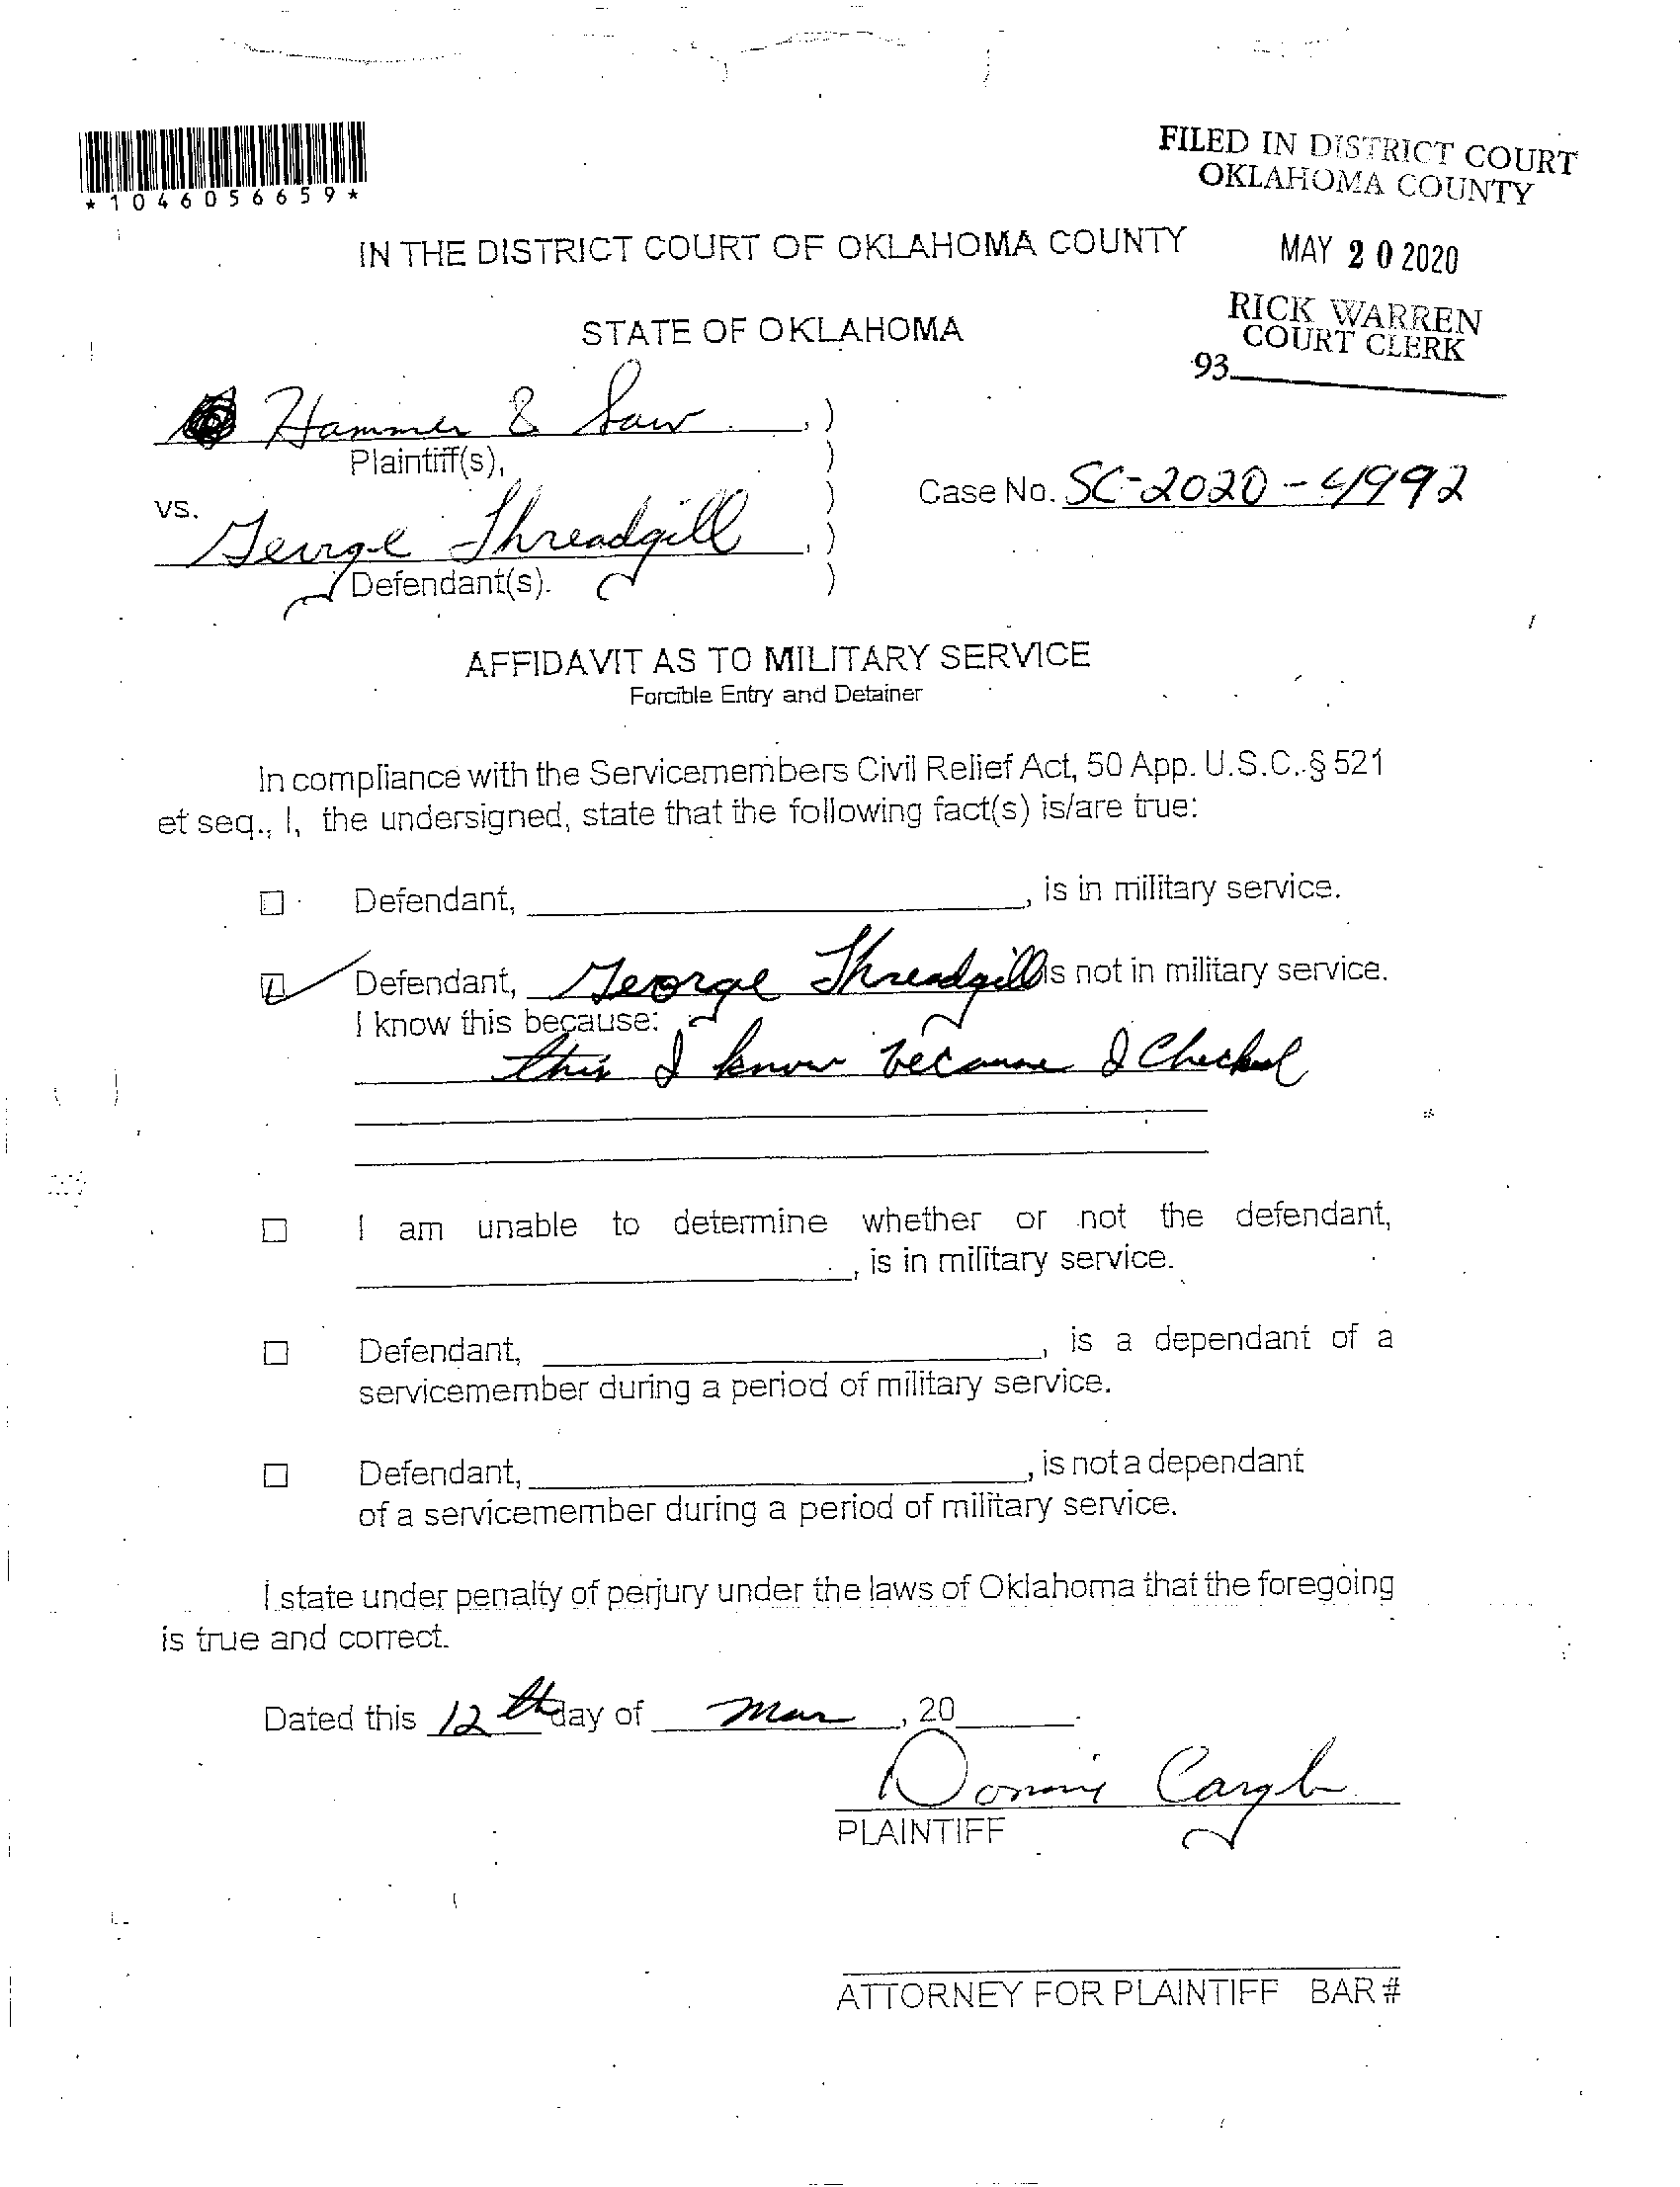 FILED IN DISTRICT COURT
OKLAHOMA COUNTY
*1046056659*
IN THE DISTRICT COURT OF OKLAHOMA COUNTY
MAY 20 2020
STATE OF OKLAHOMA
RICK WARREN
COURT CLERK
93
Hammer & Saw, )
Plaintiff(s), )
vs. ) Case No. SC-2020-4992
George Threadgill, )
Defendant(s). )
AFFIDAVIT AS TO MILITARY SERVICE
Forcible Entry and Detainer
In compliance with the Servicemembers Civil Relief Act, 50 App. U.S.C. § 521
et seq., I, the undersigned, state that the following fact(s) is/are true:
Defendant, , is in military service.
Defendant, George Threadgill is not in military service.
I know this because:
this I know because I Checked
I am unable to determine whether or not the defendant,
, is in military service.
Defendant, , is a dependant of a
servicemember during a period of military service.
Defendant, , is not a dependant
of a servicemember during a period of military service.
I state under penalty of perjury under the laws of Oklahoma that the foregoing
is true and correct.
Dated this 12th day of Mar, 20
Donnie
PLAINTIFF
ATTORNEY FOR PLAINTIFF BAR #